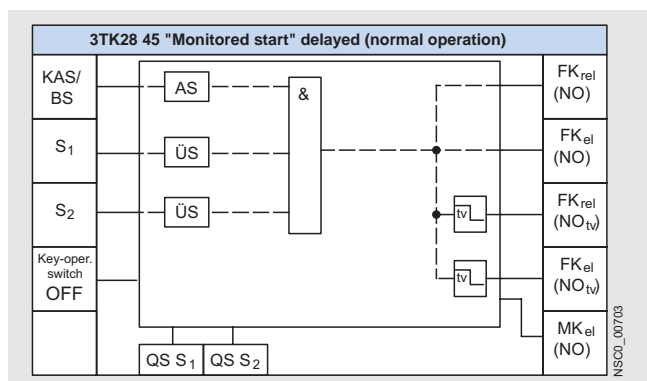 3TK28 45 "Monitored start" delayed (normal operation)
KAS/
BS
AS
&
FKrel
(NO)
S1
ÜS
FKel
(NO)
S2
ÜS
tv
FKrel
(NOtv)
Key-oper.
switch
OFF
tv
FKel
(NOtv)
MKel
(NO)
QS S1
QS S2
NSC0_00703